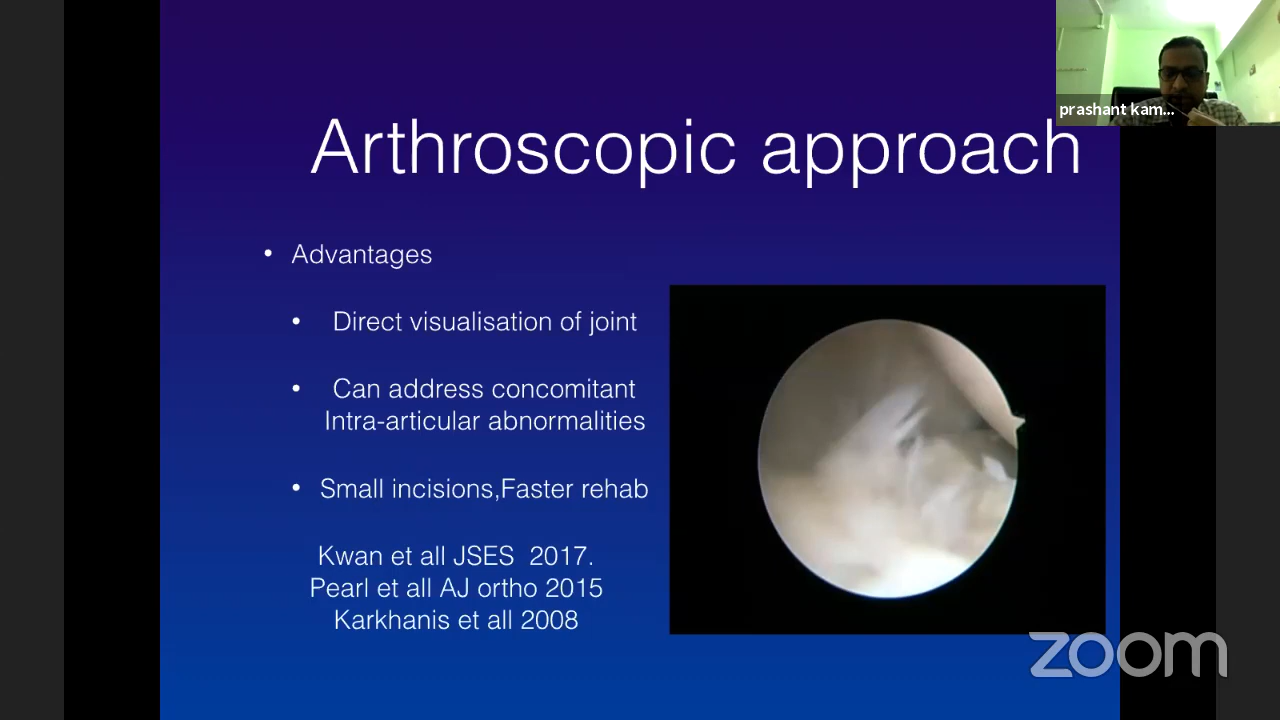 prashant kam...
Arthroscopic approach
• Advantages
• Direct visualisation of joint
• Can address concomitant
Intra-articular abnormalities
• Small incisions,Faster rehab
Kwan et all JSES 2017.
Pearl et all AJ ortho 2015
Karkhanis et all 2008
zoom